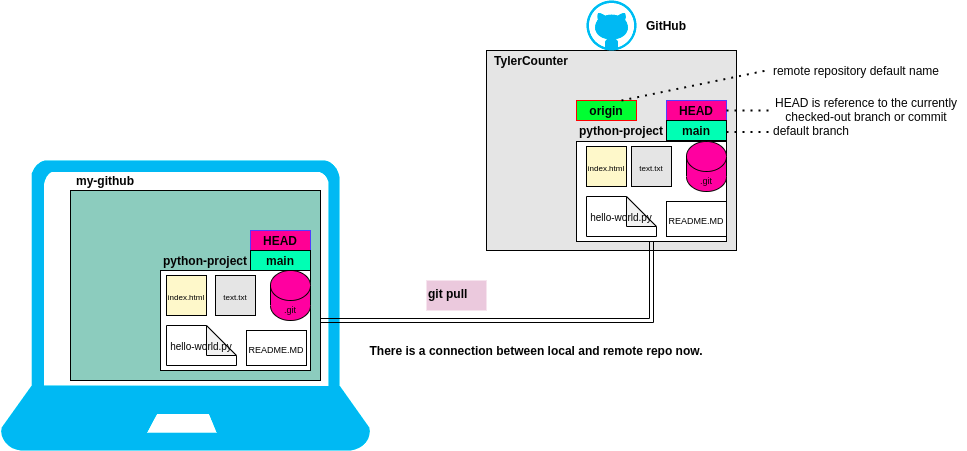 GitHub
TylerCounter
remote repository default name
origin
HEAD
HEAD is reference to the currently
checked-out branch or commit
python-project
main
default branch
index.html
text.txt
.git
hello-world.py
README.MD
my-github
HEAD
python-project
main
index.html
text.txt
.git
hello-world.py
README.MD
git pull
There is a connection between local and remote repo now.